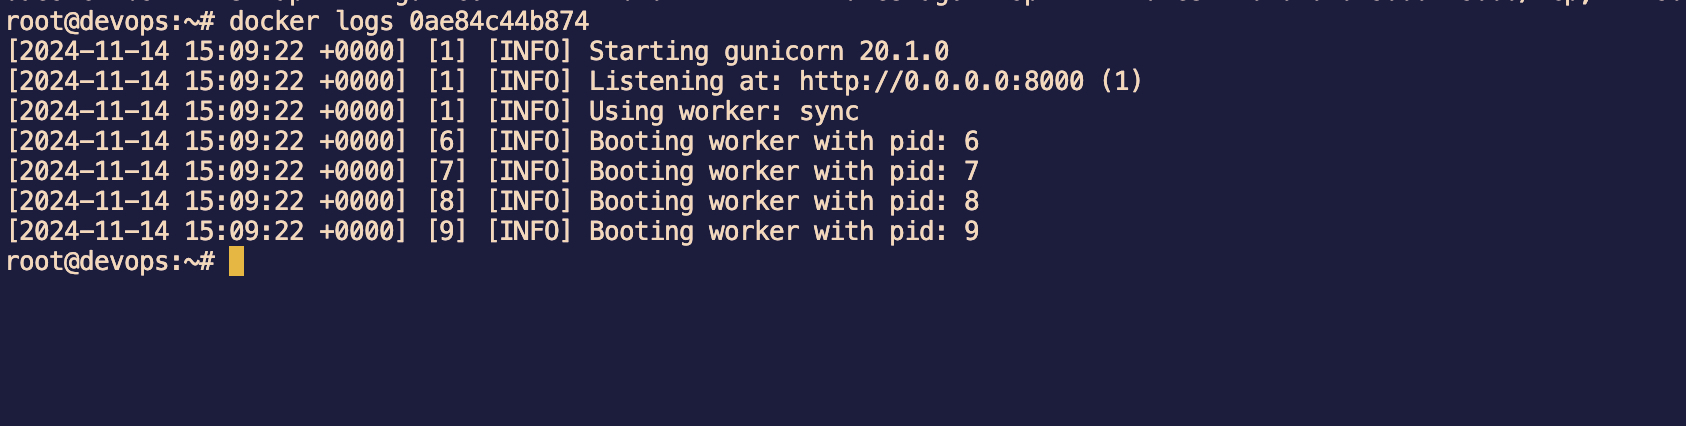 root@devops:~# docker logs 0ae84c44b874
[2024-11-14 15:09:22 +0000] [1] [INFO] Starting gunicorn 20.1.0
[2024-11-14 15:09:22 +0000] [1] [INFO] Listening at: http://0.0.0.0:8000 (1)
[2024-11-14 15:09:22 +0000] [1] [INFO] Using worker: sync
[2024-11-14 15:09:22 +0000] [6] [INFO] Booting worker with pid: 6
[2024-11-14 15:09:22 +0000] [7] [INFO] Booting worker with pid: 7
[2024-11-14 15:09:22 +0000] [8] [INFO] Booting worker with pid: 8
[2024-11-14 15:09:22 +0000] [9] [INFO] Booting worker with pid: 9
root@devops:~#